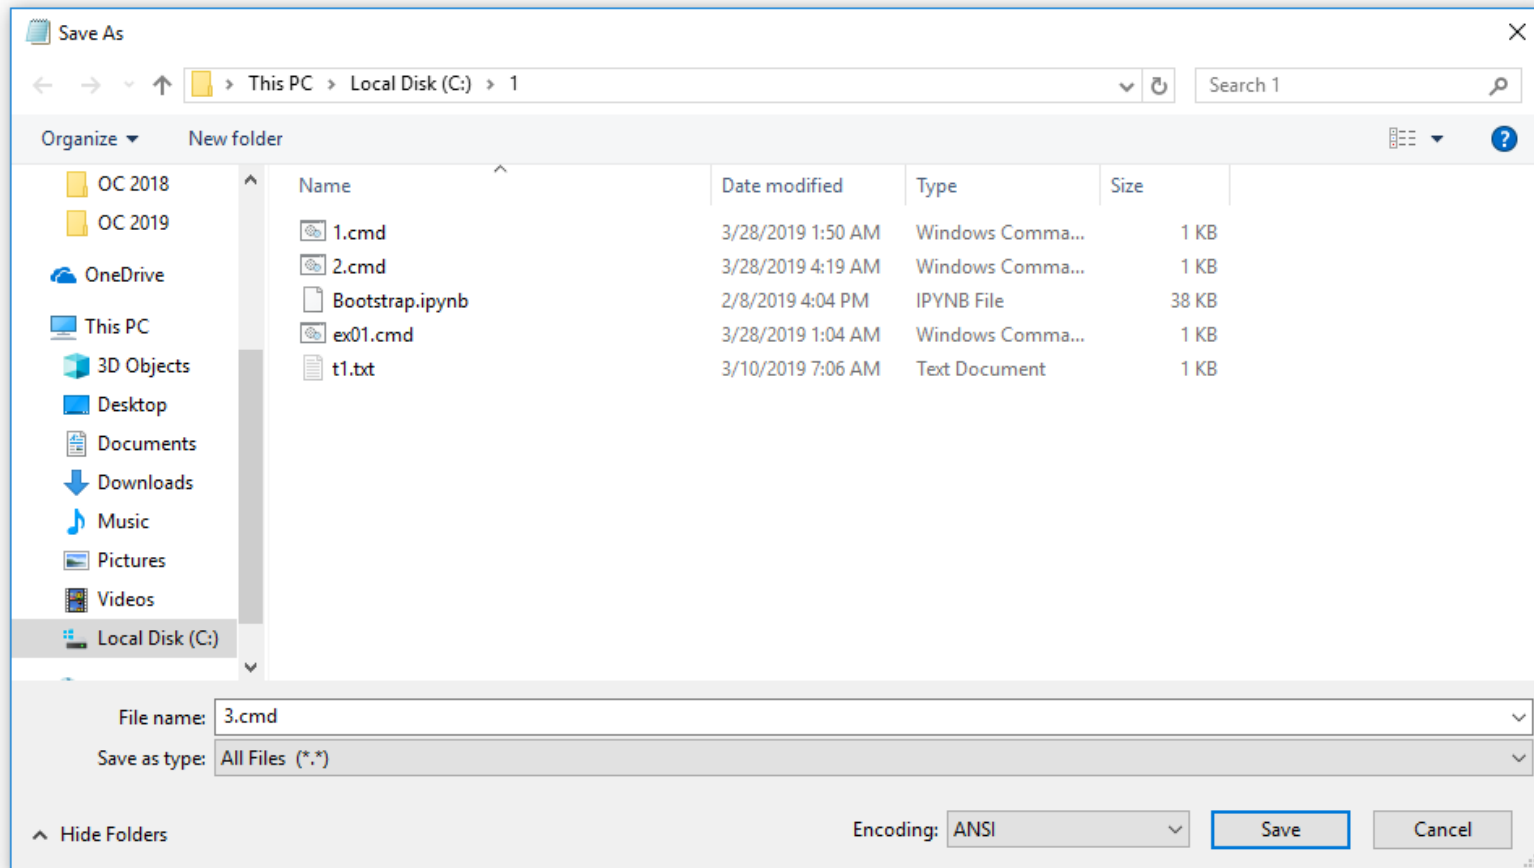 Save As
This PC > Local Disk (C:) > 1
Search 1
Organize
New folder
?
OC 2018
OC 2019
OneDrive
This PC
3D Objects
Desktop
Documents
Downloads
Music
Pictures
Videos
Local Disk (C:)
Name Date modified Type Size
1.cmd 3/28/2019 1:50 AM Windows Comma... 1 KB
2.cmd 3/28/2019 4:19 AM Windows Comma... 1 KB
Bootstrap.ipynb 2/8/2019 4:04 PM IPYNB File 38 KB
ex01.cmd 3/28/2019 1:04 AM Windows Comma... 1 KB
t1.txt 3/10/2019 7:06 AM Text Document 1 KB
File name: 3.cmd
Save as type: All Files (*.*)
Hide Folders
Encoding: ANSI
Save
Cancel